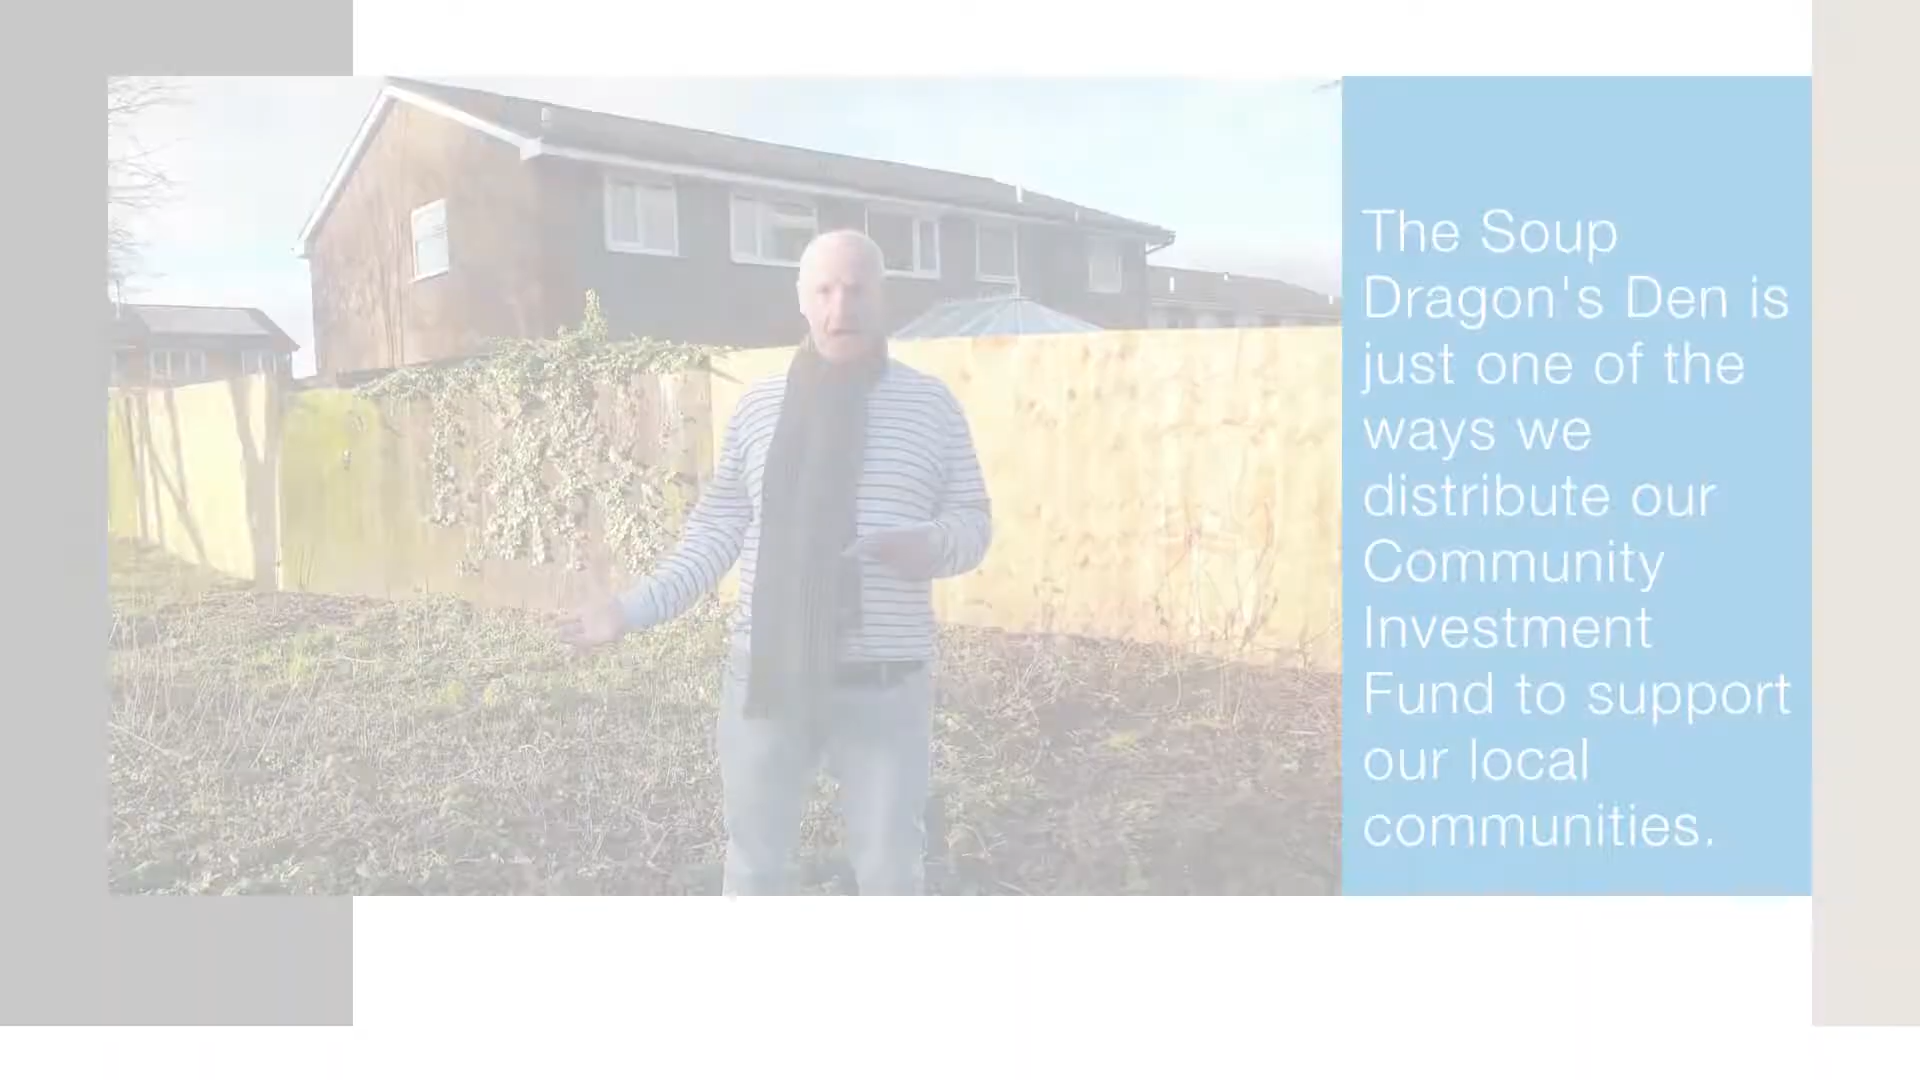 The Soup
Dragon's Den is
just one of the
ways we
distribute our
Community
Investment
Fund to support
our local
communities.